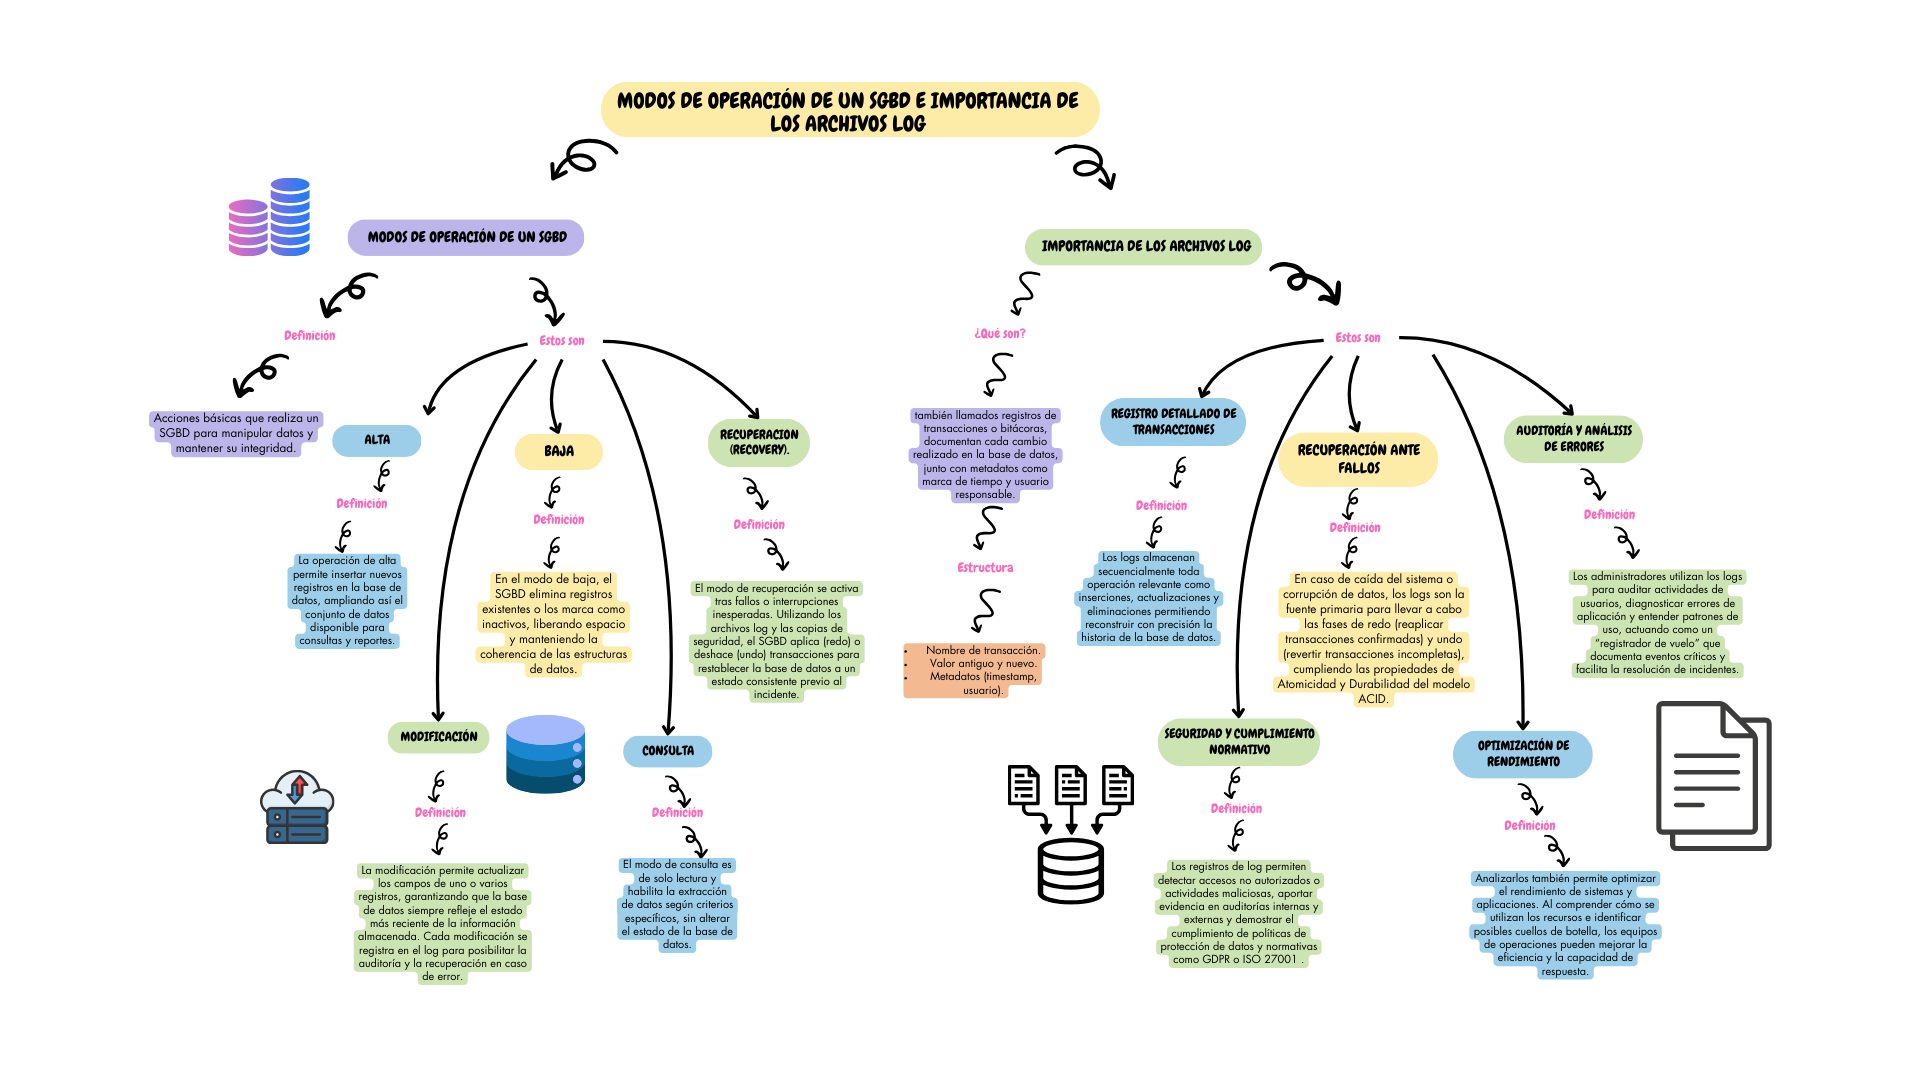 MODOS DE OPERACIÓN DE UN SGBD E IMPORTANCIA DE
LOS ARCHIVOS LOG
MODOS DE OPERACIÓN DE UN SGBD
Definición
Acciones básicas que realiza un
SGBD para manipular datos y
mantener su integridad.
Estos son
ALTA
Definición
La operación de alta
permite insertar nuevos
registros en la base de
datos, ampliando así el
conjunto de datos
disponible para
consultas y reportes.
BAJA
Definición
En el modo de baja, el
SGBD elimina registros
existentes o los marca como
inactivos, liberando espacio
y manteniendo la
coherencia de las estructuras
de datos.
RECUPERACION
(RECOVERY).
Definición
El modo de recuperación se activa
tras fallos o interrupciones
inesperadas. Utilizando los
archivos log y las copias de
seguridad, el SGBD aplica (redo) o
deshace (undo) transacciones para
restablecer la base de datos a un
estado consistente previo al
incidente.
MODIFICACIÓN
Definición
La modificación permite actualizar
los campos de uno o varios
registros, garantizando que la base
de datos siempre refleje el estado
más reciente de la información
almacenada. Cada modificación se
registra en el log para posibilitar la
auditoría y la recuperación en caso
de error.
CONSULTA
Definición
El modo de consulta es
de solo lectura y
habilita la extracción
de datos según criterios
específicos, sin alterar
el estado de la base de
datos.
IMPORTANCIA DE LOS ARCHIVOS LOG
¿Qué son?
también llamados registros de
transacciones o bitácoras,
documentan cada cambio
realizado en la base de datos,
junto con metadatos como
marca de tiempo y usuario
responsable.
Estructura
• Nombre de transacción.
• Valor antiguo y nuevo.
• Metadatos (timestamp,
usuario).
Estos son
REGISTRO DETALLADO DE
TRANSACCIONES
Definición
Los logs almacenan
secuencialmente toda
operación relevante como
inserciones, actualizaciones y
eliminaciones permitiendo
reconstruir con precisión la
historia de la base de datos.
RECUPERACIÓN ANTE
FALLOS
Definición
En caso de caída del sistema o
corrupción de datos, los logs son la
fuente primaria para llevar a cabo
las fases de redo (reaplicar
transacciones confirmadas) y undo
(revertir transacciones incompletas),
cumpliendo las propiedades de
Atomicidad y Durabilidad del modelo
ACID.
AUDITORÍA Y ANÁLISIS
DE ERRORES
Definición
Los administradores utilizan los logs
para auditar actividades de
usuarios, diagnosticar errores de
aplicación y entender patrones de
uso, actuando como un
“registrador de vuelo” que
documenta eventos críticos y
facilita la resolución de incidentes.
SEGURIDAD Y CUMPLIMIENTO
NORMATIVO
Definición
Los registros de log permiten
detectar accesos no autorizados o
actividades maliciosas, aportar
evidencia en auditorías internas y
externas y demostrar el
cumplimiento de políticas de
protección de datos y normativas
como GDPR o ISO 27001 .
OPTIMIZACIÓN DE
RENDIMIENTO
Definición
Analizarlos también permite optimizar
el rendimiento de sistemas y
aplicaciones. Al comprender cómo se
utilizan los recursos e identificar
posibles cuellos de botella, los equipos
de operaciones pueden mejorar la
eficiencia y la capacidad de
respuesta.